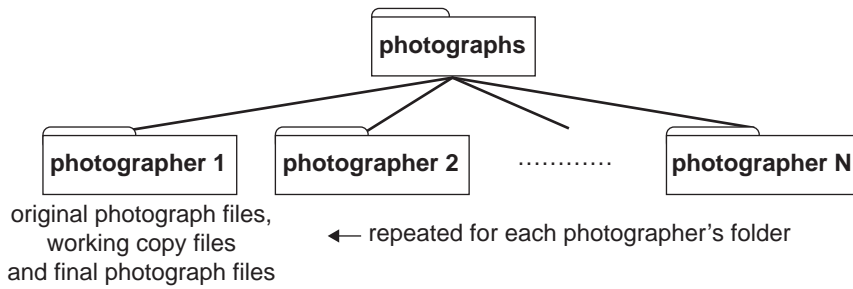 photographs
photographer 1
photographer 2
............
photographer N
original photograph files,
working copy files
and final photograph files
repeated for each photographer’s folder